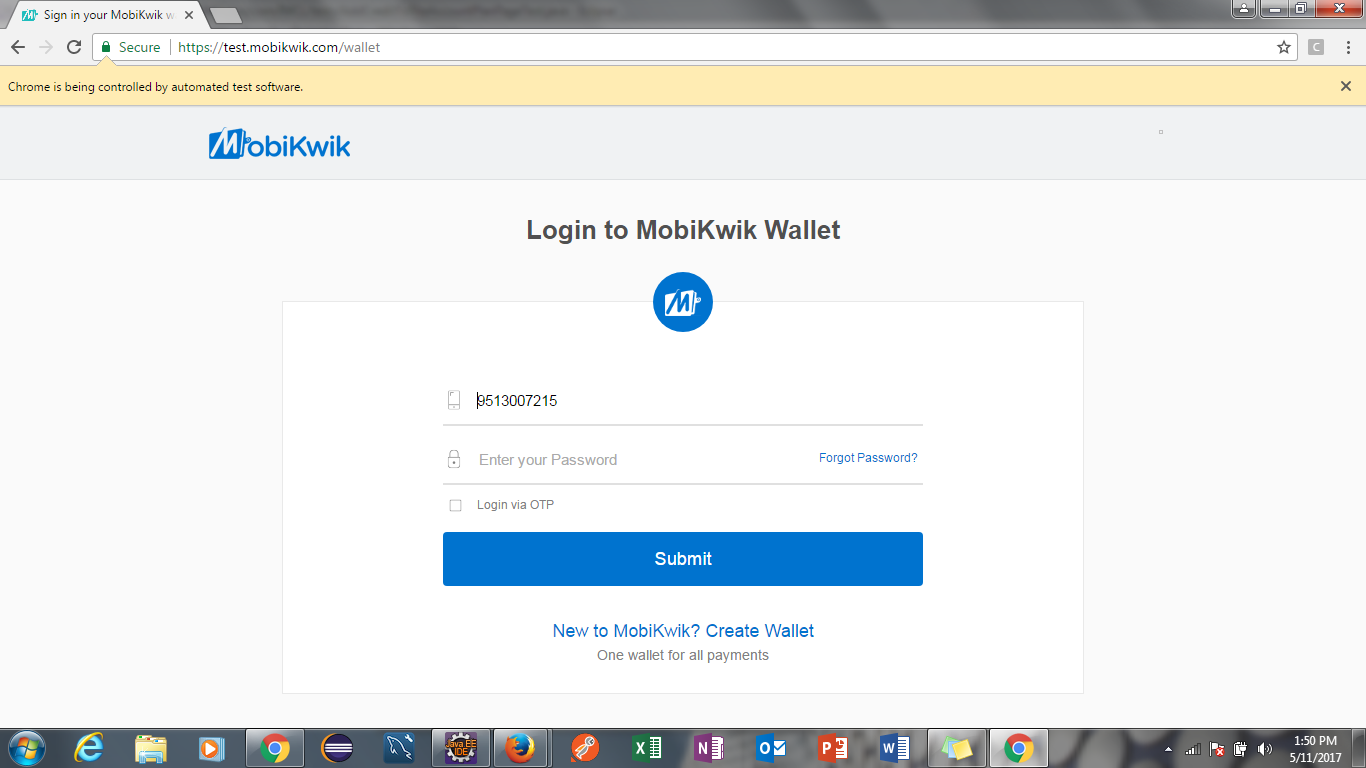 Sign in your MobiKwik w
Secure
https://test.mobikwik.com/wallet
C
Chrome is being controlled by automated test software.
MobiKwik
Login to MobiKwik Wallet
M
9513007215
Enter your Password
Forgot Password?
Login via OTP
Submit
New to MobiKwik? Create Wallet
One wallet for all payments
Java EE
IDE
X
N
O
P
W
1:50 PM
5/11/2017